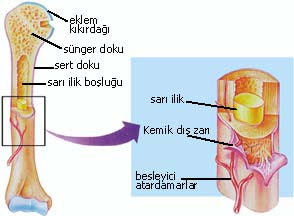 eklem
kıkırdağı
sünger doku
sert doku
sarı ilik boşluğu
sarı ilik
Kemik dış zarı
besleyici
atardamarlar